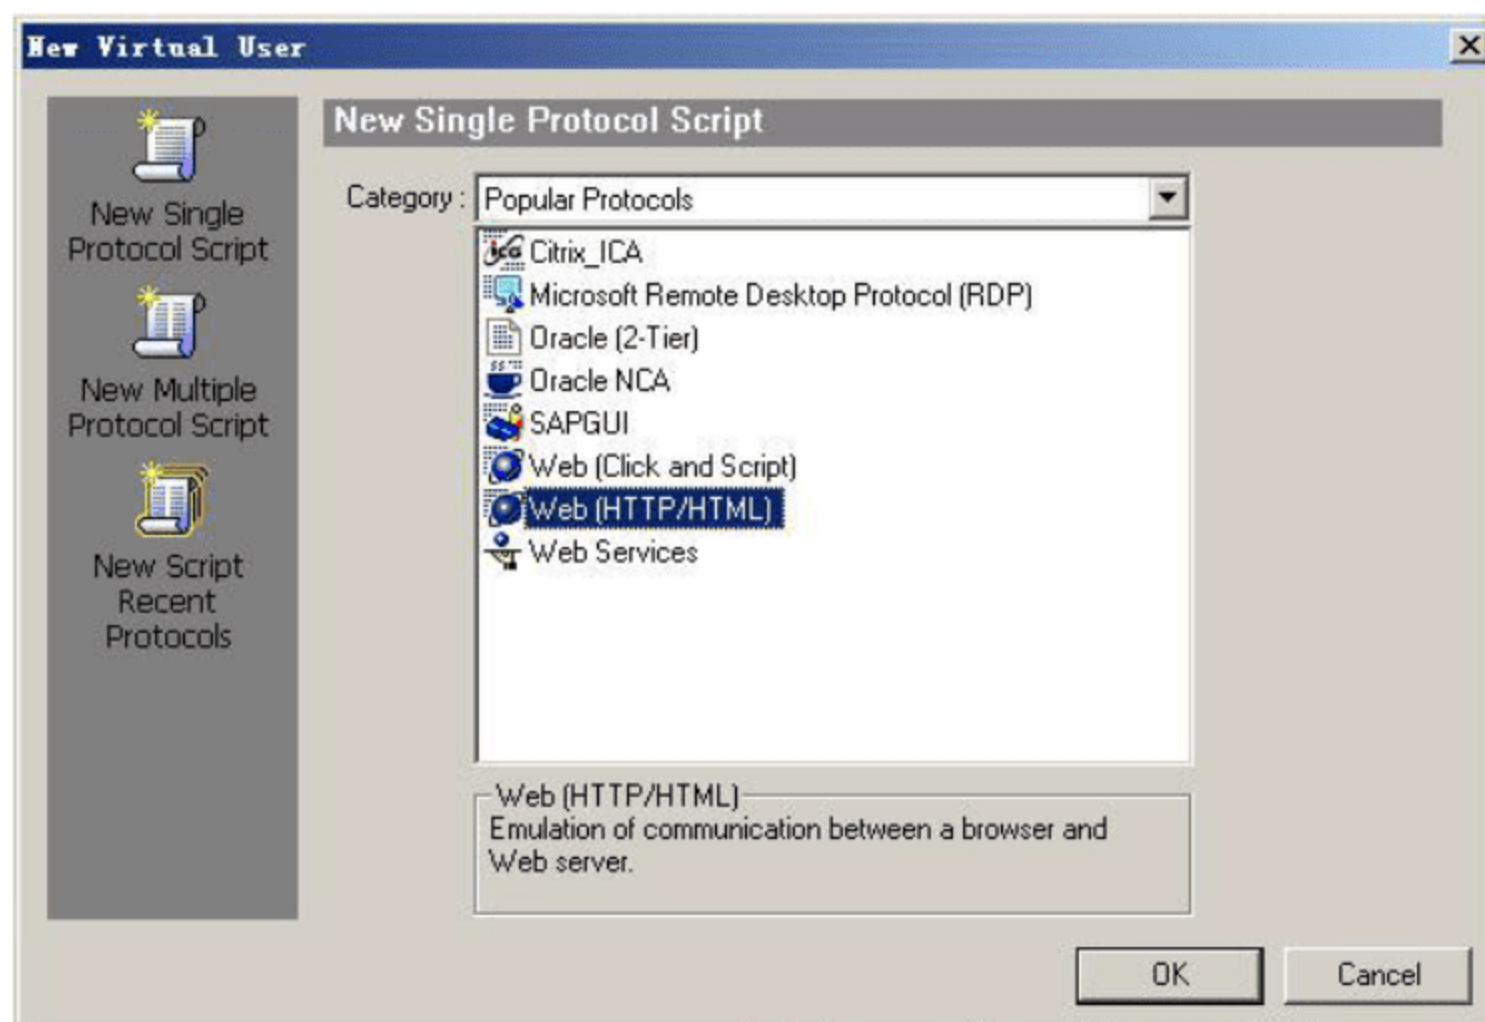 New Virtual User
New Single
Protocol Script
New Multiple
Protocol Script
New Script
Recent
Protocols
New Single Protocol Script
Category :
Popular Protocols
Citrix_ICA
Microsoft Remote Desktop Protocol (RDP)
Oracle (2-Tier)
Oracle NCA
SAPGUI
Web (Click and Script)
Web (HTTP/HTML)
Web Services
Web (HTTP/HTML)
Emulation of communication between a browser and
Web server.
OK
Cancel